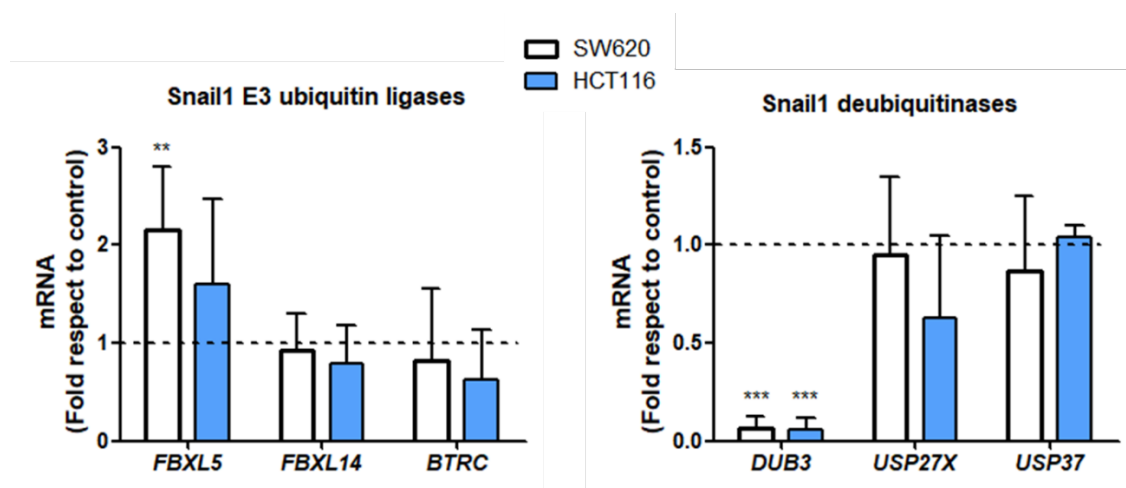 SW620
HCT116
Snail1 E3 ubiquitin ligases
mRNA
(Fold respect to control)
3
2
1
0
**
FBXL5 FBXL14 BTRC
Snail1 deubiquitinases
mRNA
(Fold respect to control)
1.5
1.0
0.5
0.0
*** ***
DUB3 USP27X USP37